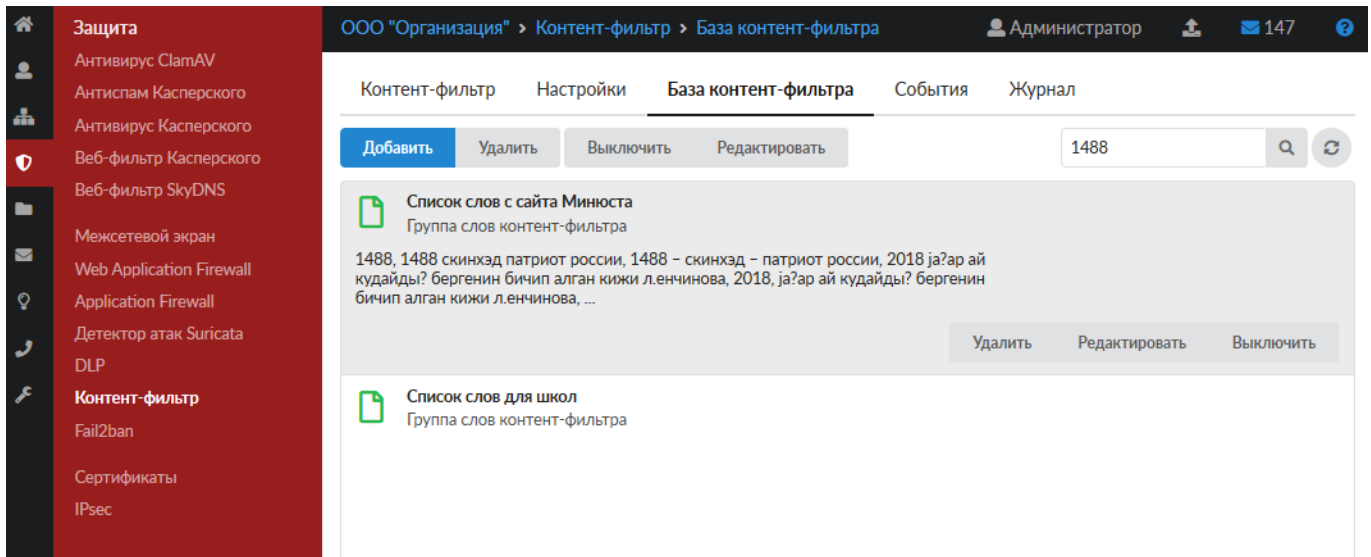 Защита
Антивирус ClamAV
Антиспам Касперского
Антивирус Касперского
Веб-фильтр Касперского
Веб-фильтр SkyDNS
Межсетевой экран
Web Application Firewall
Application Firewall
Детектор атак Suricata
DLP
Контент-фильтр
Fail2ban
Сертификаты
IPsec
ООО "Организация" > Контент-фильтр > База контент-фильтра
Администратор
147
Контент-фильтр Настройки База контент-фильтра События Журнал
Добавить Удалить Выключить Редактировать 1488
Список слов с сайта Минюста
Группа слов контент-фильтра
1488, 1488 скинхэд патриот россии, 1488 – скинхэд – патриот россии, 2018 ja?ар ай
кудайды? бергенин бичип алган кижи л.енчинова, 2018, ja?ар ай кудайды? бергенин
бичип алган кижи л.енчинова, ...
Удалить Редактировать Выключить
Список слов для школ
Группа слов контент-фильтра